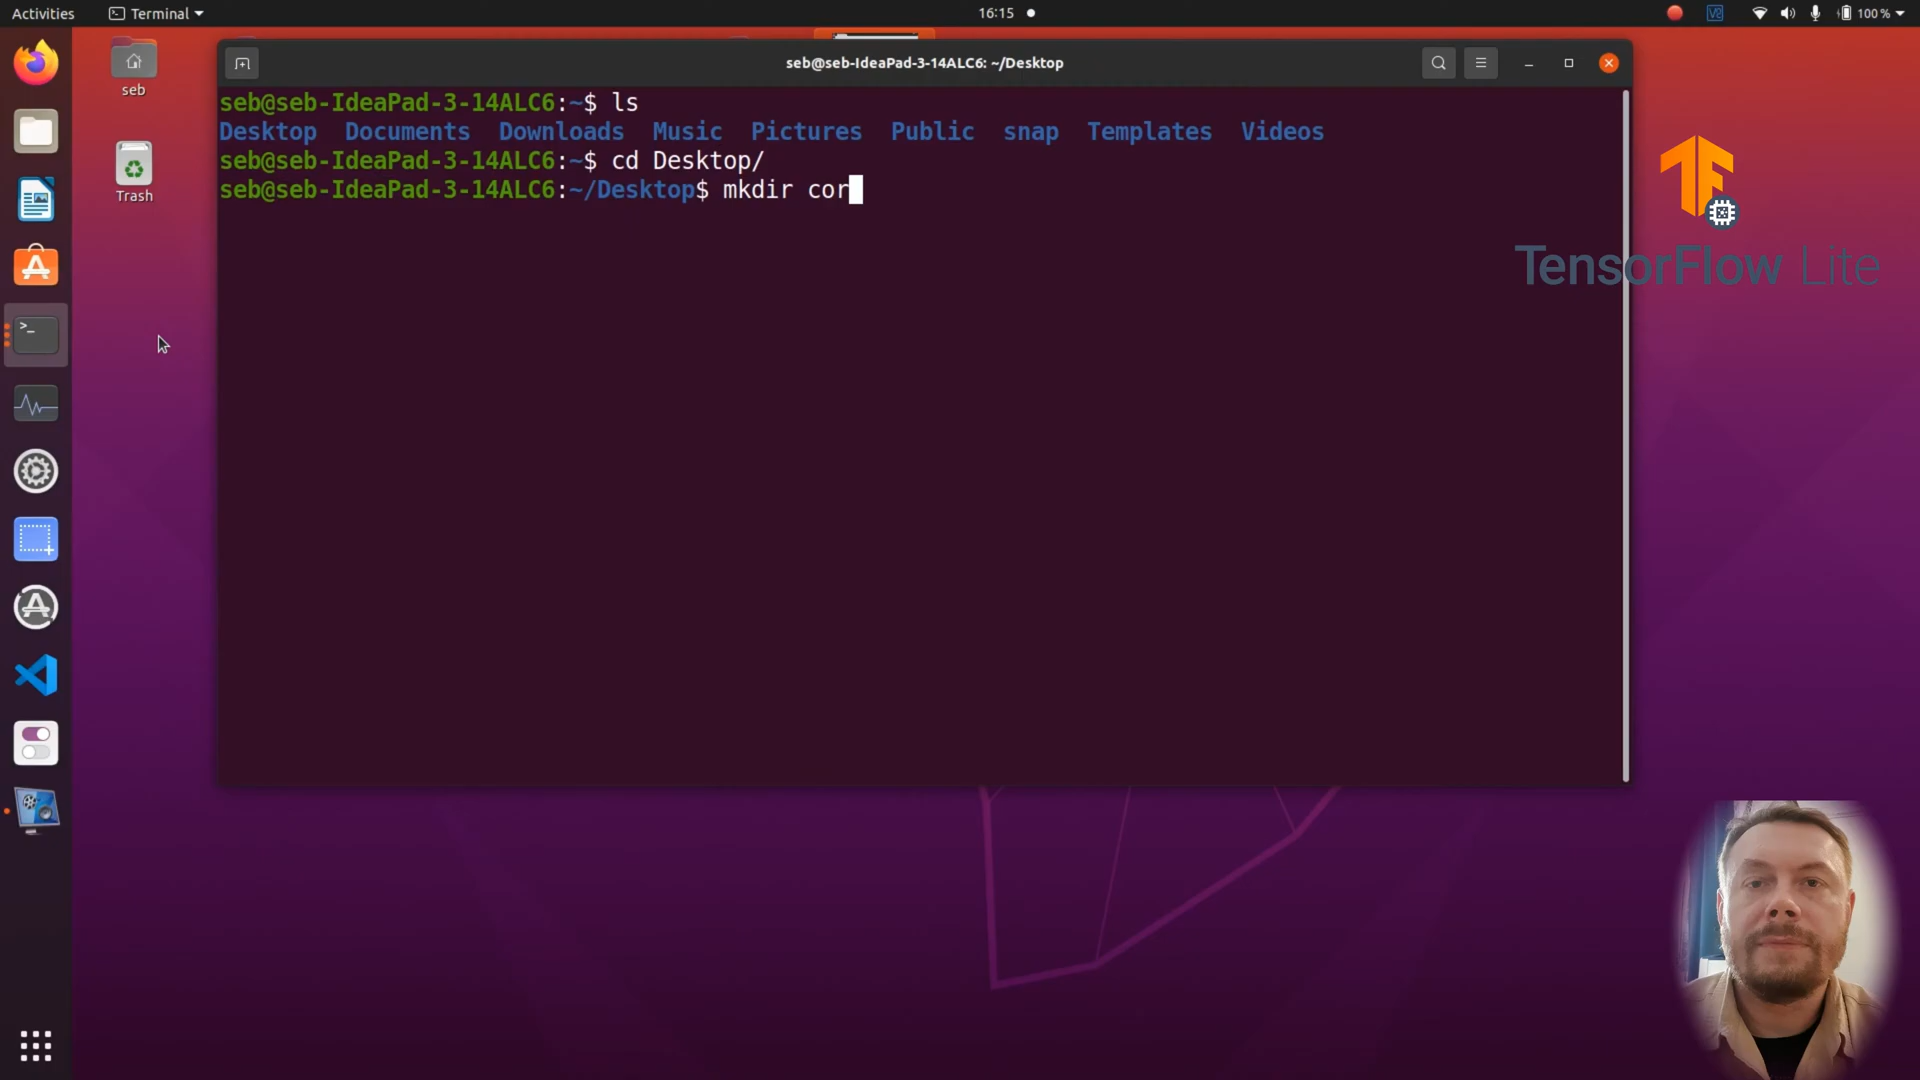 Activities
Terminal
16:15
100 %
seb
Trash
seb@seb-IdeaPad-3-14ALC6: ~/Desktop
seb@seb-IdeaPad-3-14ALC6:~$ ls
Desktop Documents Downloads Music Pictures Public snap Templates Videos
seb@seb-IdeaPad-3-14ALC6:~$ cd Desktop/
seb@seb-IdeaPad-3-14ALC6:~/Desktop$ mkdir cor
TensorFlow Lite